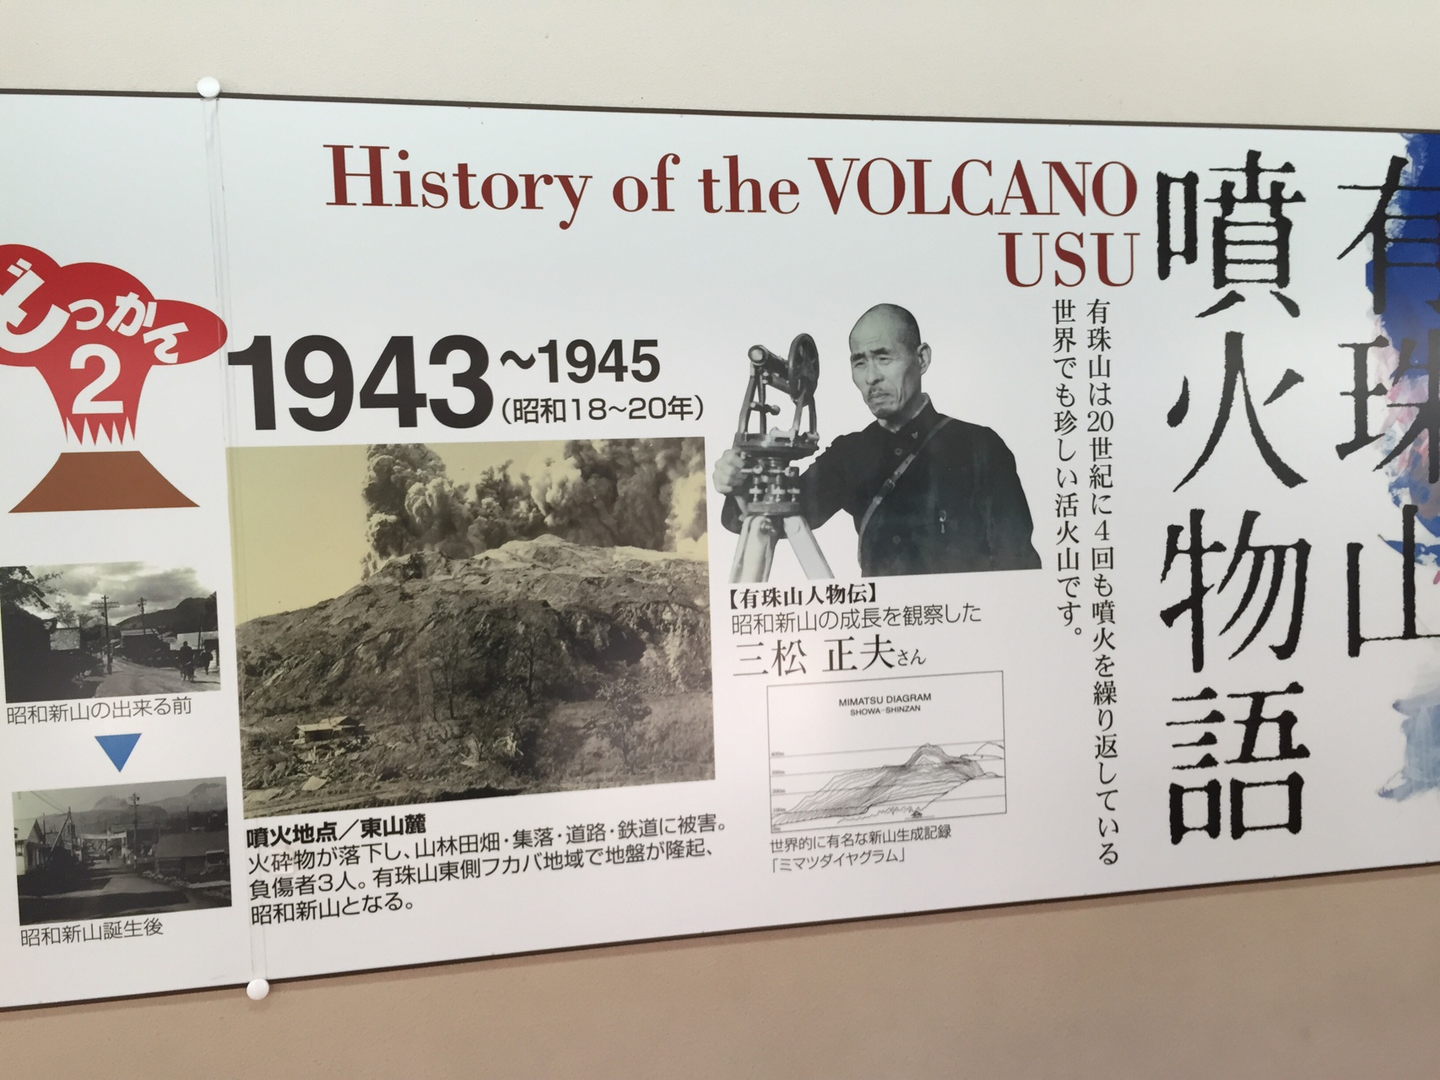 History of the VOLCANO
USU
有珠山
噴火物語
有珠山は20世紀に4回も噴火を繰り返している
世界でも珍しい活火山です。
じっかん
2
1943~1945
(昭和18~20年)
【有珠山人物伝】
昭和新山の成長を観察した
三松 正夫さん
MIMATSU DIAGRAM
SHOWA-SHINZAN
世界的に有名な新山生成記録
「ミマツダイヤグラム」
噴火地点/東山麓
火砕物が落下し、山林田畑・集落・道路・鉄道に被害。
負傷者3人。有珠山東側フカバ地域で地盤が隆起、
昭和新山となる。
昭和新山の出来る前
昭和新山誕生後